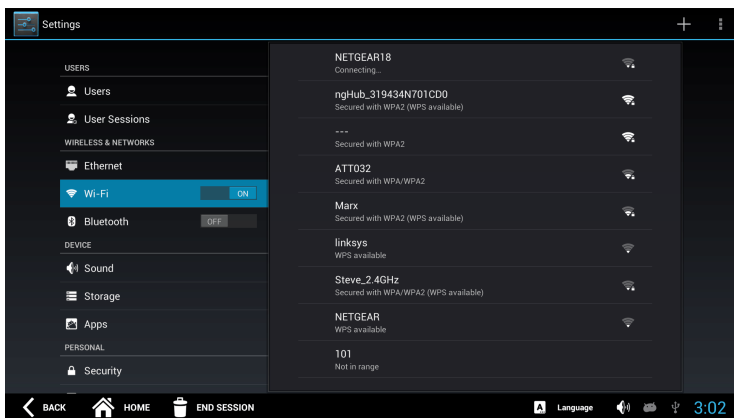 Settings
USERS
Users
User Sessions
WIRELESS & NETWORKS
Ethernet
Wi-Fi ON
Bluetooth OFF
DEVICE
Sound
Storage
Apps
PERSONAL
Security
NETGEAR18
Connecting...
ngHub_319434N701CD0
Secured with WPA2 (WPS available)
---
Secured with WPA2
ATT032
Secured with WPA/WPA2
Marx
Secured with WPA2 (WPS available)
linksys
WPS available
Steve_2.4GHz
Secured with WPA/WPA2 (WPS available)
NETGEAR
WPS available
101
Not in range
BACK HOME END SESSION A Language 3:02